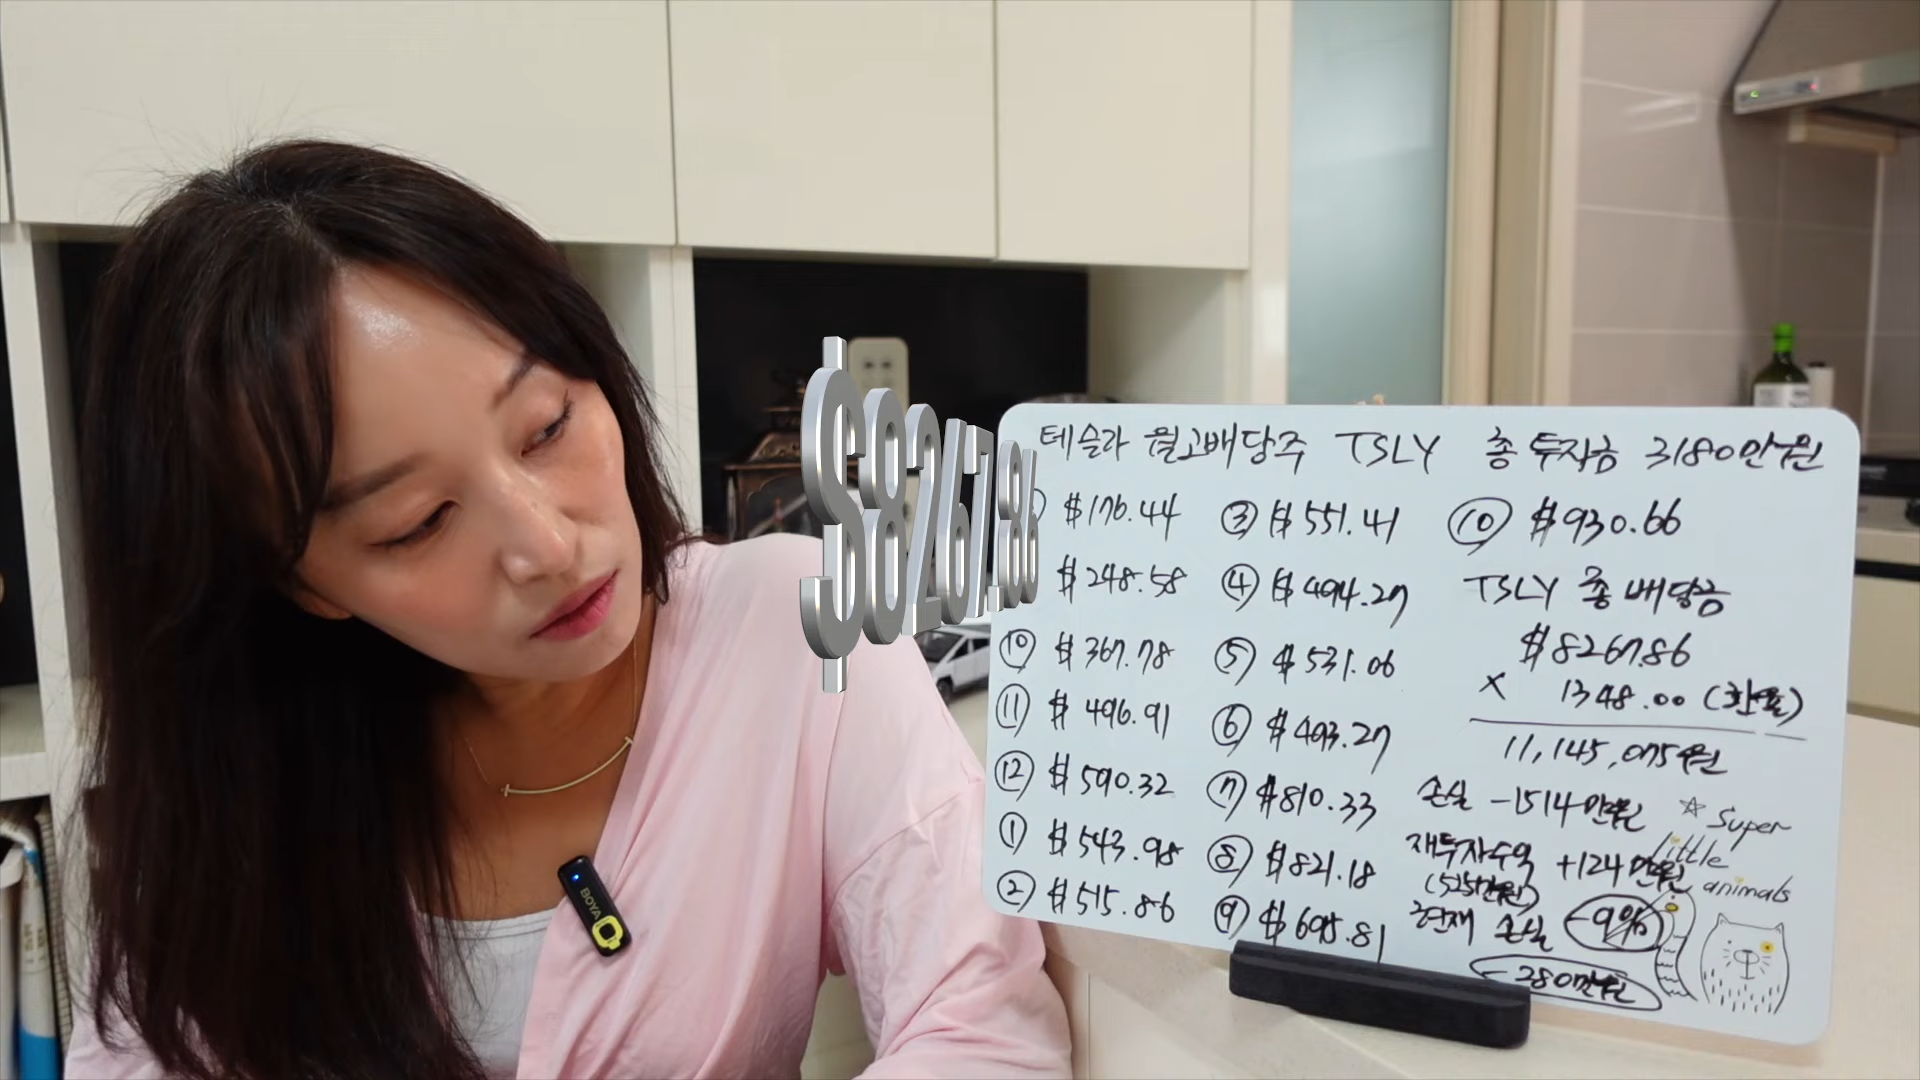 $8267.86
테슬라 월고배당주 TSLY 총 투자금 3180만원
$176.44
$248.58
⑩ $367.78
⑪ $496.91
⑫ $590.32
① $543.98
② $515.86
③ $551.41
④ $494.27
⑤ $531.06
⑥ $493.27
⑦ $810.33
⑧ $821.18
⑨ $695.81
⑩ $930.66
TSLY 총 배당금
$8267.86
× 1348.00 (환율)
11,145,075원
손실 -1514만원
재투자수익 +124만원
(525만원)
현재 손실 -9%
-280만원
☆ Super
little
animals
BOYA